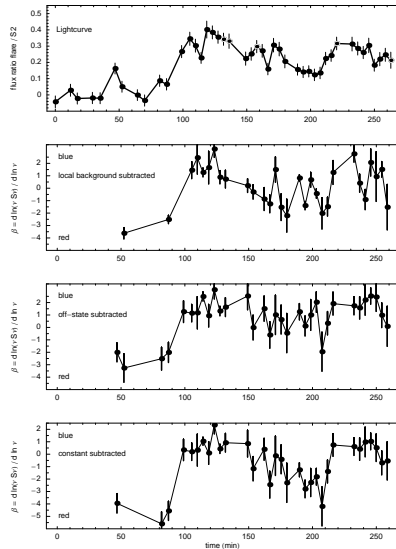 Lightcurve
flux ratio flare / S2
0.4
0.3
0.2
0.1
0.0
0 50 100 150 200 250
blue
local background subtracted
red
β = d ln(ν Sν) / d ln ν
2
1
0
−1
−2
−3
−4
0 50 100 150 200 250
blue
off-state subtracted
red
β = d ln(ν Sν) / d ln ν
2
1
0
−1
−2
−3
−4
0 50 100 150 200 250
blue
constant subtracted
red
β = d ln(ν Sν) / d ln ν
2
1
0
−1
−2
−3
−4
−5
0 50 100 150 200 250
time (min)